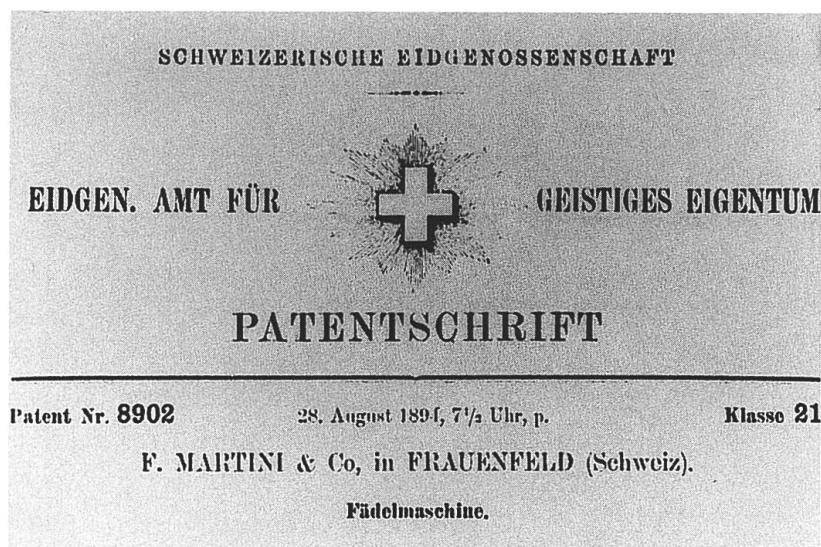 SCHWEIZERISCHE EIDGENOSSENSCHAFT
EIDGEN. AMT FÜR GEISTIGES EIGENTUM
PATENTSCHRIFT
Patent Nr. 8902 28. August 1894, 7½ Uhr, p. Klasse 21
F. MARTINI & Co, in FRAUENFELD (Schweiz).
Fädelmaschine.